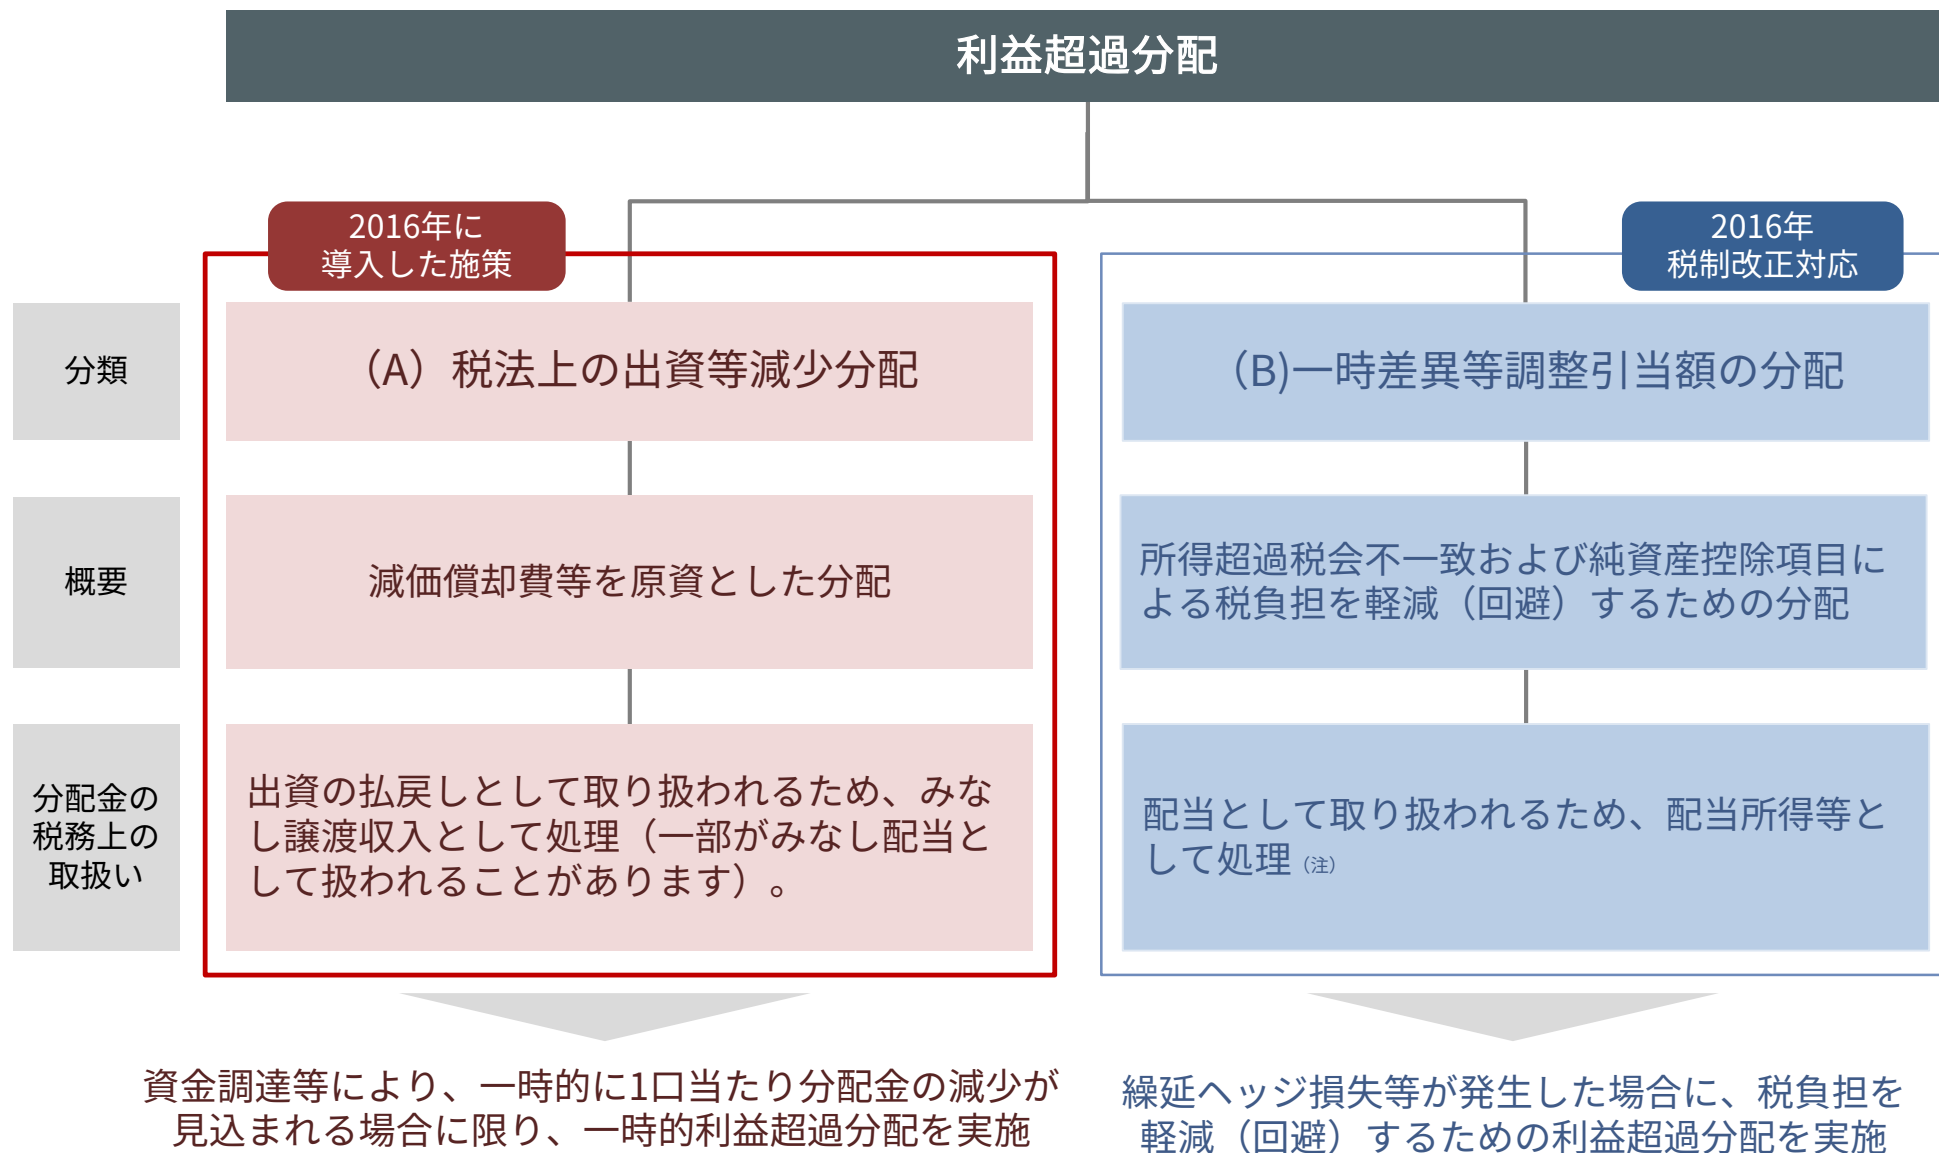 利益超過分配
2016年に
導入した施策
2016年
税制改正対応
分類
（A）税法上の出資等減少分配
（B)一時差異等調整引当額の分配
概要
減価償却費等を原資とした分配
所得超過税会不一致および純資産控除項目に
よる税負担を軽減（回避）するための分配
分配金の
税務上の
取扱い
出資の払戻しとして取り扱われるため、みな
し譲渡収入として処理（一部がみなし配当と
して扱われることがあります）。
配当として取り扱われるため、配当所得等と
して処理（注）
資金調達等により、一時的に1口当たり分配金の減少が
見込まれる場合に限り、一時的利益超過分配を実施
繰延ヘッジ損失等が発生した場合に、税負担を
軽減（回避）するための利益超過分配を実施